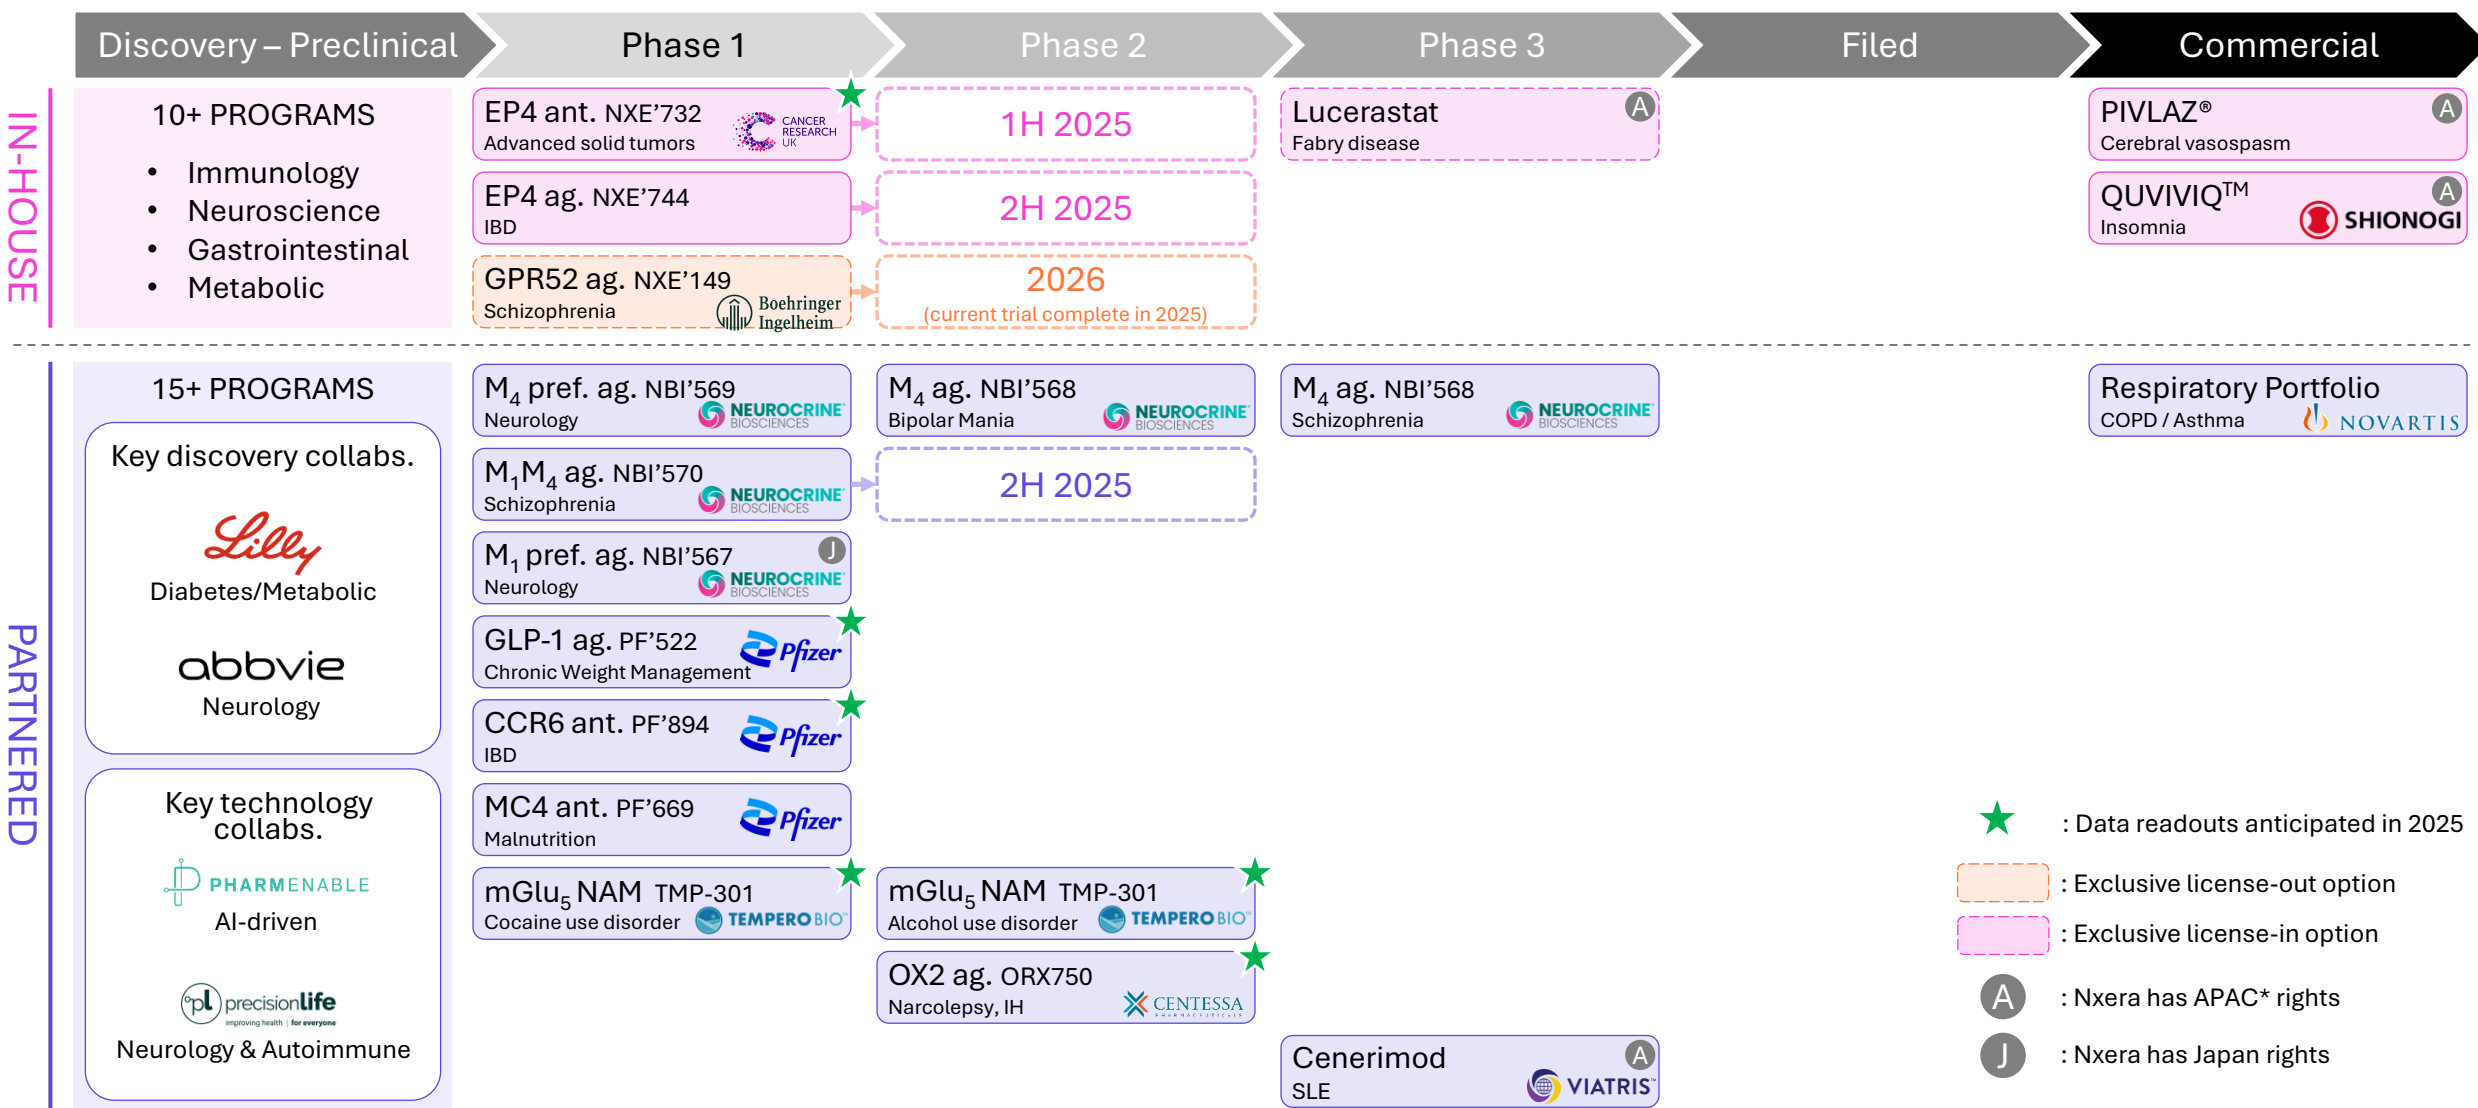 Discovery – Preclinical
Phase 1
Phase 2
Phase 3
Filed
Commercial
IN-HOUSE
10+ PROGRAMS
• Immunology
• Neuroscience
• Gastrointestinal
• Metabolic
EP4 ant. NXE’732
Advanced solid tumors
CANCER
RESEARCH
UK
1H 2025
Lucerastat
Fabry disease
A
PIVLAZ®
Cerebral vasospasm
A
EP4 ag. NXE’744
IBD
2H 2025
QUVIVIQ™
Insomnia
A
SHIONOGI
GPR52 ag. NXE’149
Schizophrenia
Boehringer
Ingelheim
2026
(current trial complete in 2025)
PARTNERED
15+ PROGRAMS
Key discovery collabs.
Lilly
Diabetes/Metabolic
abbvie
Neurology
Key technology
collabs.
PHARMENABLE
AI-driven
pl precisionlife
improving health | for everyone
Neurology & Autoimmune
M₄ pref. ag. NBI’569
Neurology
NEUROCRINE
BIOSCIENCES
M₄ ag. NBI’568
Bipolar Mania
NEUROCRINE
BIOSCIENCES
M₄ ag. NBI’568
Schizophrenia
NEUROCRINE
BIOSCIENCES
Respiratory Portfolio
COPD / Asthma
NOVARTIS
M₁M₄ ag. NBI’570
Schizophrenia
NEUROCRINE
BIOSCIENCES
2H 2025
M₁ pref. ag. NBI’567
Neurology
J
NEUROCRINE
BIOSCIENCES
GLP-1 ag. PF’522
Chronic Weight Management
Pfizer
CCR6 ant. PF’894
IBD
Pfizer
MC4 ant. PF’669
Malnutrition
Pfizer
mGlu₅ NAM TMP-301
Cocaine use disorder
TEMPERO BIO™
mGlu₅ NAM TMP-301
Alcohol use disorder
TEMPERO BIO™
OX2 ag. ORX750
Narcolepsy, IH
CENTESSA
PHARMACEUTICALS
Cenerimod
SLE
A
VIATRIS™
: Data readouts anticipated in 2025
: Exclusive license-out option
: Exclusive license-in option
A : Nxera has APAC* rights
J : Nxera has Japan rights